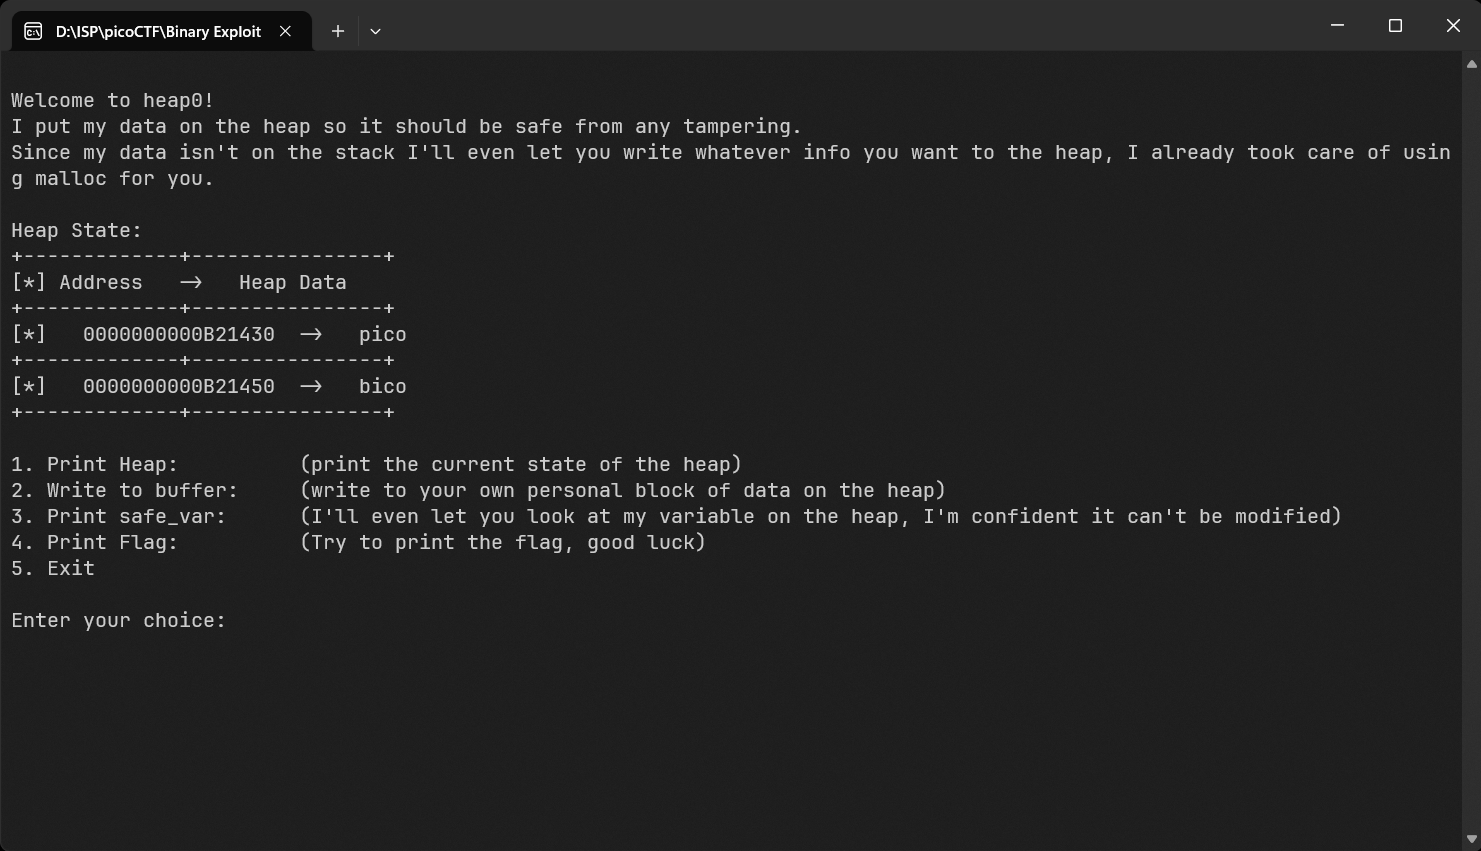 D:\ISP\picoCTF\Binary Exploit
Welcome to heap0!
I put my data on the heap so it should be safe from any tampering.
Since my data isn't on the stack I'll even let you write whatever info you want to the heap, I already took care of usin
g malloc for you.
Heap State:
+-------------+----------------+
[*] Address   →   Heap Data
+-------------+----------------+
[*]   0000000000B21430  →   pico
+-------------+----------------+
[*]   0000000000B21450  →   bico
+-------------+----------------+
1. Print Heap:          (print the current state of the heap)
2. Write to buffer:     (write to your own personal block of data on the heap)
3. Print safe_var:      (I'll even let you look at my variable on the heap, I'm confident it can't be modified)
4. Print Flag:          (Try to print the flag, good luck)
5. Exit
Enter your choice: